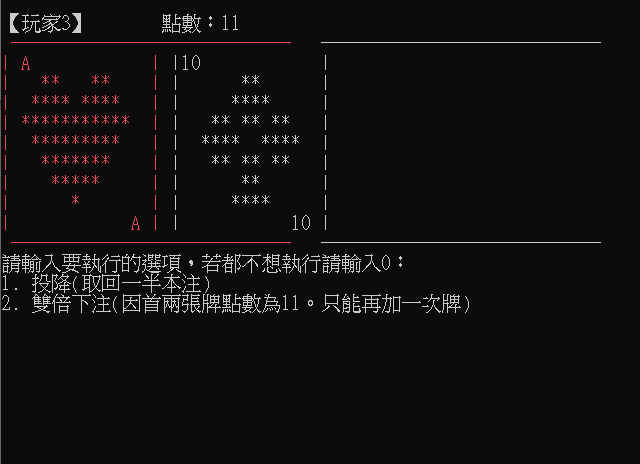 【玩家3】 點數：11
A 10
A 10
請輸入要執行的選項，若都不想執行請輸入0：
1. 投降(取回一半本注)
2. 雙倍下注(因首兩張牌點數為11。只能再加一次牌)